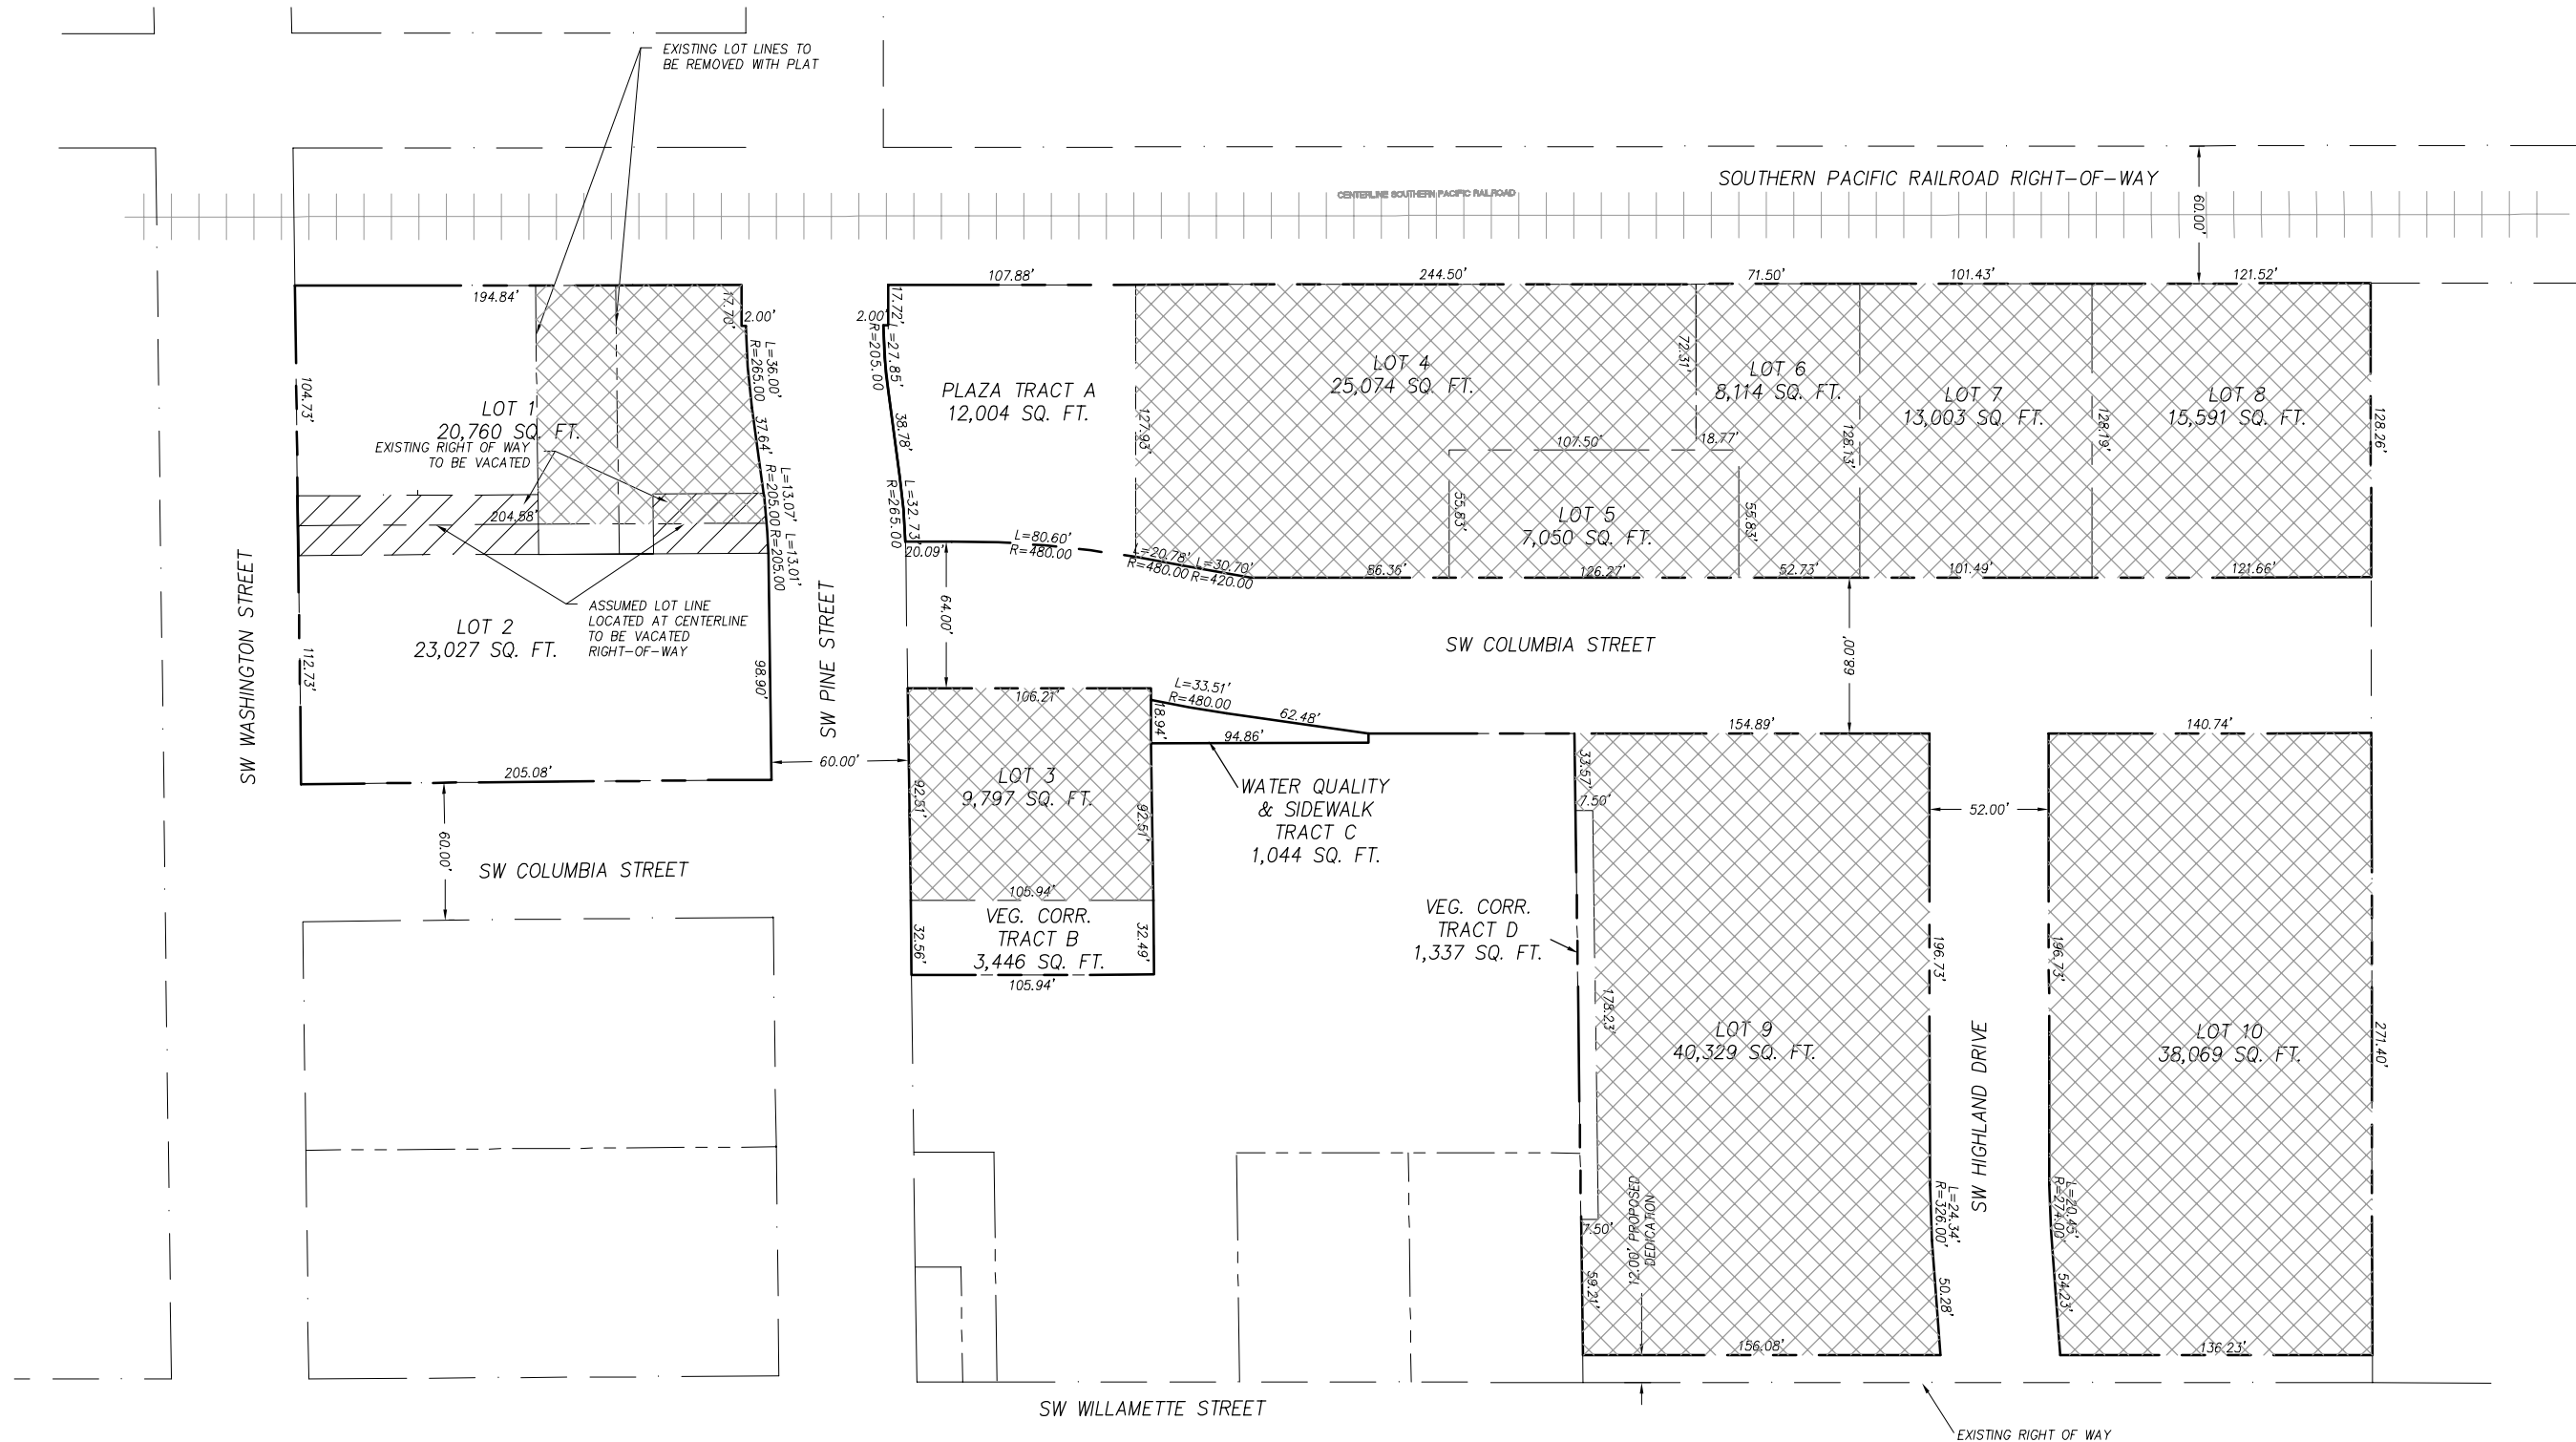 EXISTING LOT LINES TO
BE REMOVED WITH PLAT
SOUTHERN PACIFIC RAILROAD RIGHT-OF-WAY
CENTERLINE SOUTHERN PACIFIC RAILROAD
60.00'
194.84'
17.70'
2.00'
L=36.00'
R=265.00
37.64'
L=13.07'
R=205.00
L=13.01'
R=205.00
104.73'
LOT 1
20,760 SQ. FT.
EXISTING RIGHT OF WAY
TO BE VACATED
204.58'
ASSUMED LOT LINE
LOCATED AT CENTERLINE
TO BE VACATED
RIGHT-OF-WAY
LOT 2
23,027 SQ. FT.
112.73'
98.90'
205.08'
SW WASHINGTON STREET
SW PINE STREET
60.00'
60.00'
SW COLUMBIA STREET
107.88'
17.72'
2.00'
L=27.85'
R=205.00
38.78'
L=32.73'
R=265.00
PLAZA TRACT A
12,004 SQ. FT.
127.93'
20.09'
L=80.60'
R=480.00
L=20.78'
R=480.00
L=30.70'
R=420.00
64.00'
244.50'
LOT 4
25,074 SQ. FT.
72.31'
107.50'
18.77'
55.83'
LOT 5
7,050 SQ. FT.
55.83'
86.36'
126.27'
71.50'
LOT 6
8,114 SQ. FT.
128.13'
52.73'
101.43'
LOT 7
13,003 SQ. FT.
128.19'
101.49'
121.52'
LOT 8
15,591 SQ. FT.
128.26'
121.66'
SW COLUMBIA STREET
68.00'
106.21'
18.94'
L=33.51'
R=480.00
62.48'
94.86'
LOT 3
9,797 SQ. FT.
92.51'
92.51'
105.94'
WATER QUALITY
& SIDEWALK
TRACT C
1,044 SQ. FT.
VEG. CORR.
TRACT B
3,446 SQ. FT.
32.56'
32.49'
105.94'
VEG. CORR.
TRACT D
1,337 SQ. FT.
154.89'
33.57'
7.50'
178.23'
7.50'
59.21'
LOT 9
40,329 SQ. FT.
196.73'
L=24.34'
R=326.00'
50.28'
156.08'
12.00' PROPOSED
DEDICATION
52.00'
SW HIGHLAND DRIVE
140.74'
196.73'
L=20.45'
R=274.00'
54.23'
LOT 10
38,069 SQ. FT.
271.40'
136.23'
SW WILLAMETTE STREET
EXISTING RIGHT OF WAY